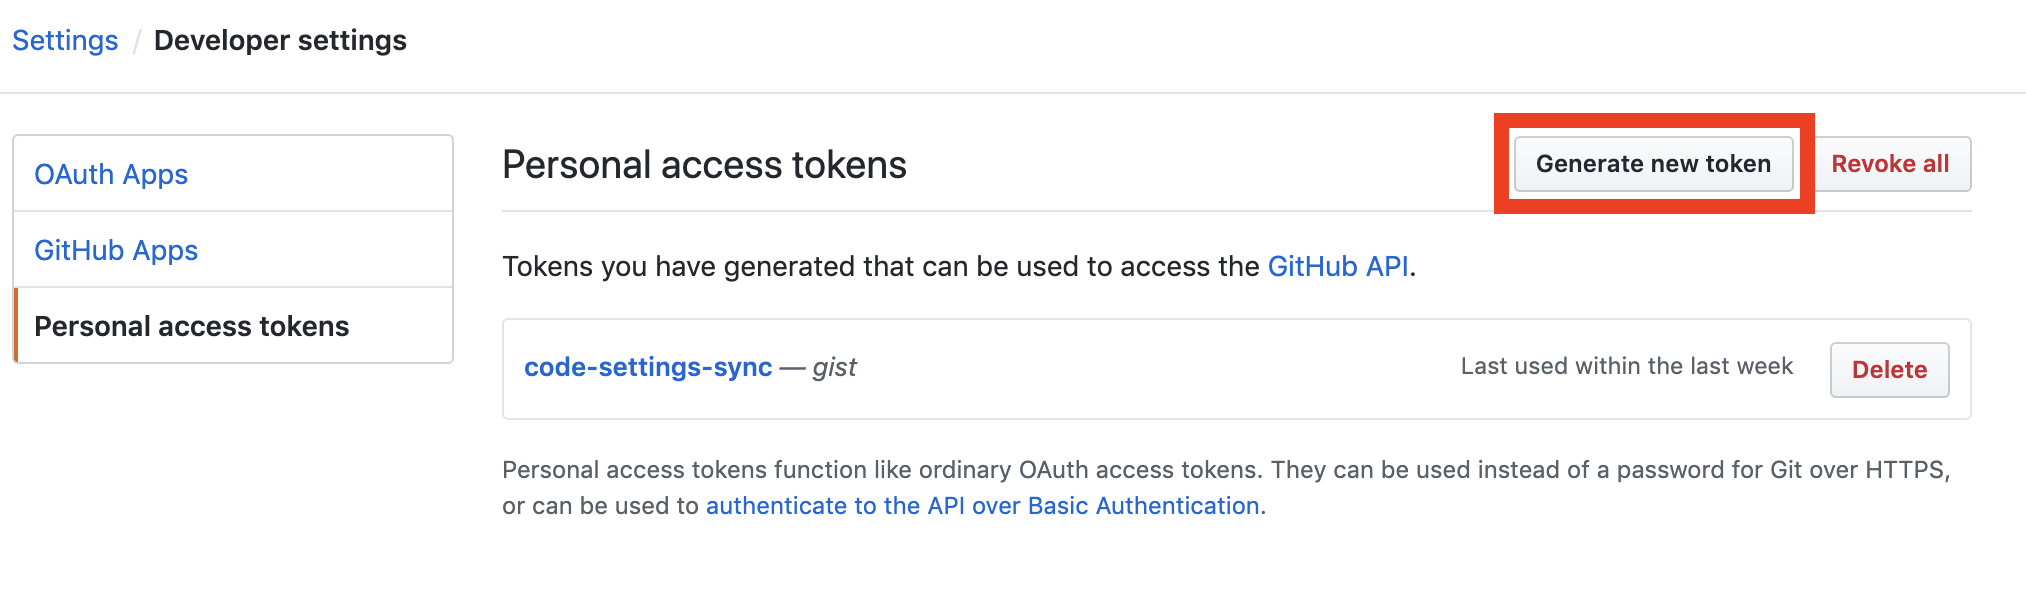 Settings / Developer settings
OAuth Apps
GitHub Apps
Personal access tokens
Personal access tokens
Generate new token
Revoke all
Tokens you have generated that can be used to access the GitHub API.
code-settings-sync — gist
Last used within the last week
Delete
Personal access tokens function like ordinary OAuth access tokens. They can be used instead of a password for Git over HTTPS,
or can be used to authenticate to the API over Basic Authentication.